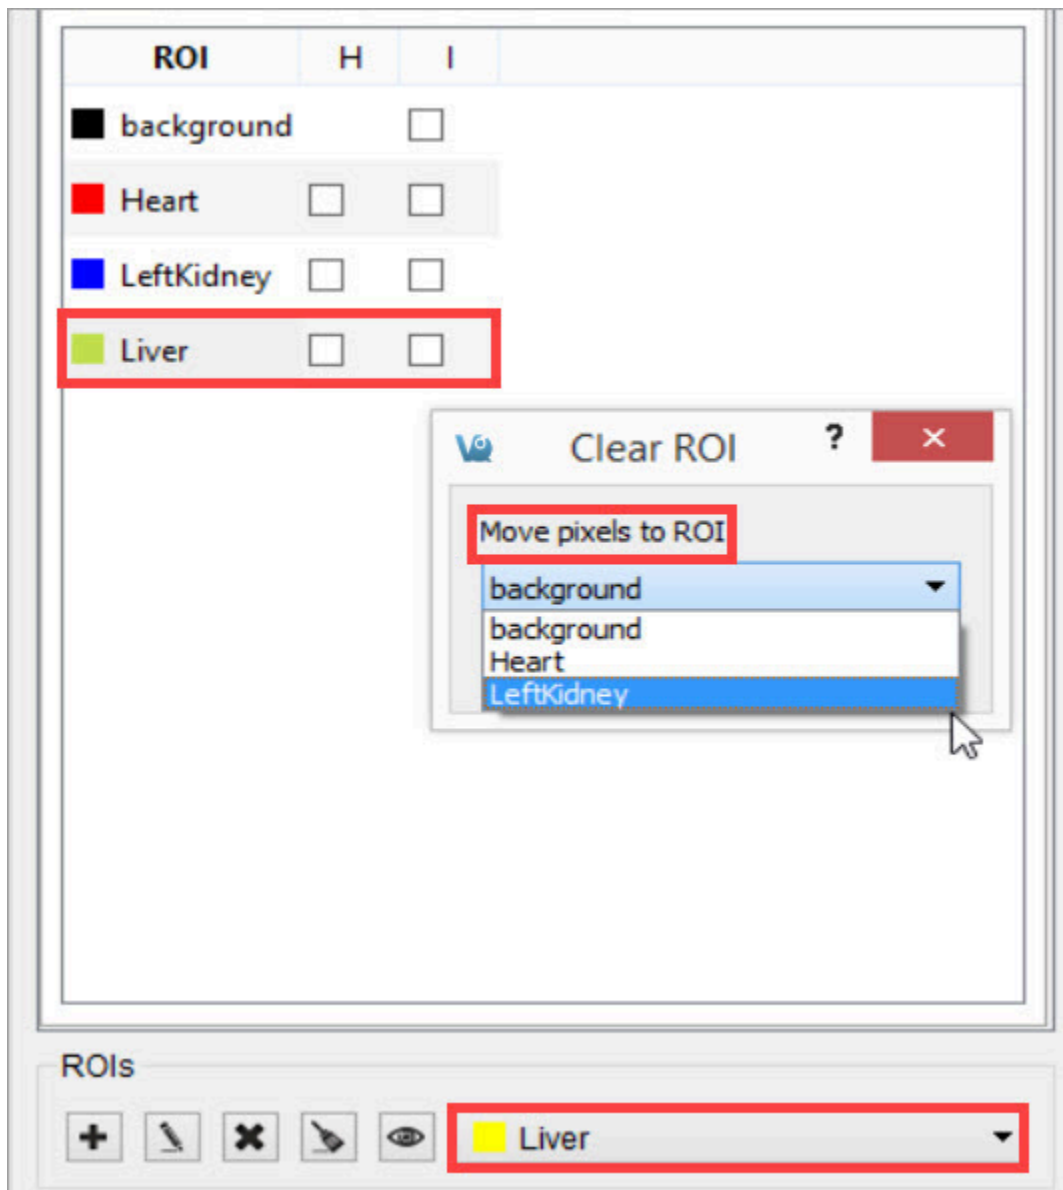 ROI H I
background
Heart
LeftKidney
Liver
Clear ROI ?
Move pixels to ROI
background
background
Heart
LeftKidney
ROIs
Liver